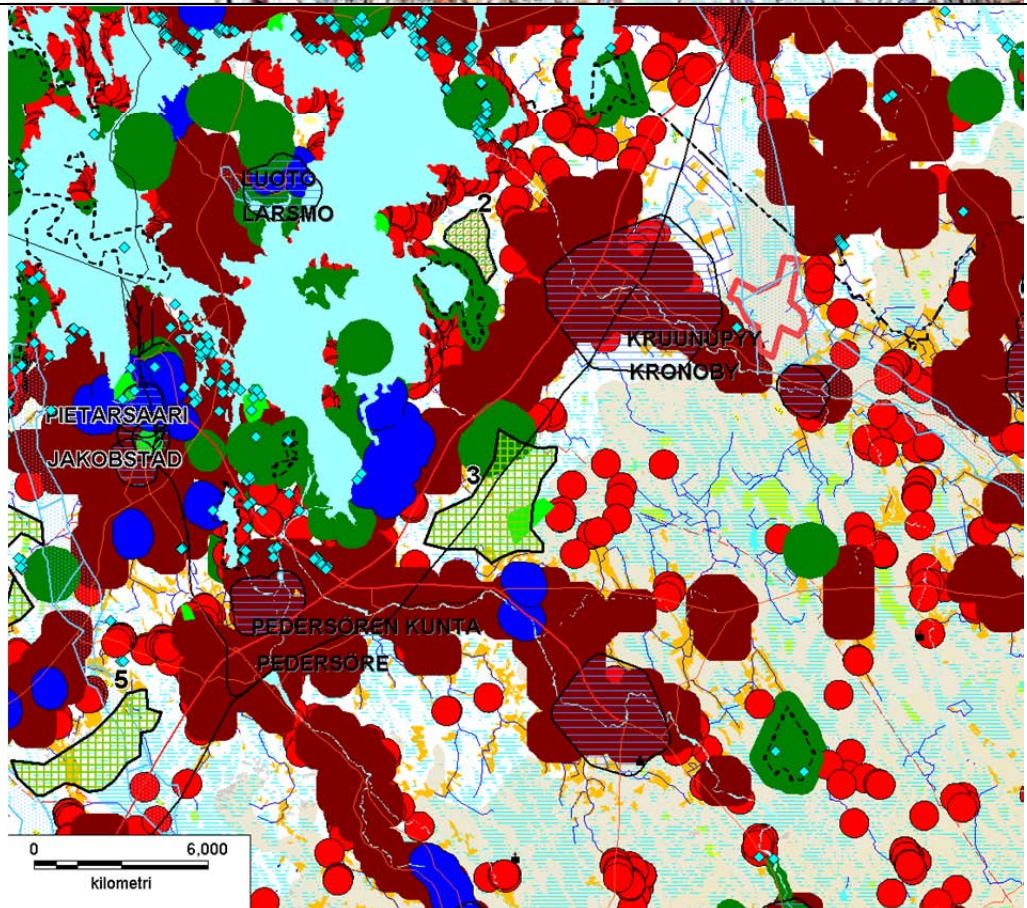 LUOTO
LARSMO
2
KRUUNUPYY
KRONOBY
PIETARSAARI
JAKOBSTAD
3
PEDERSÖREN KUNTA
PEDERSÖRE
5
0 6,000
kilometri